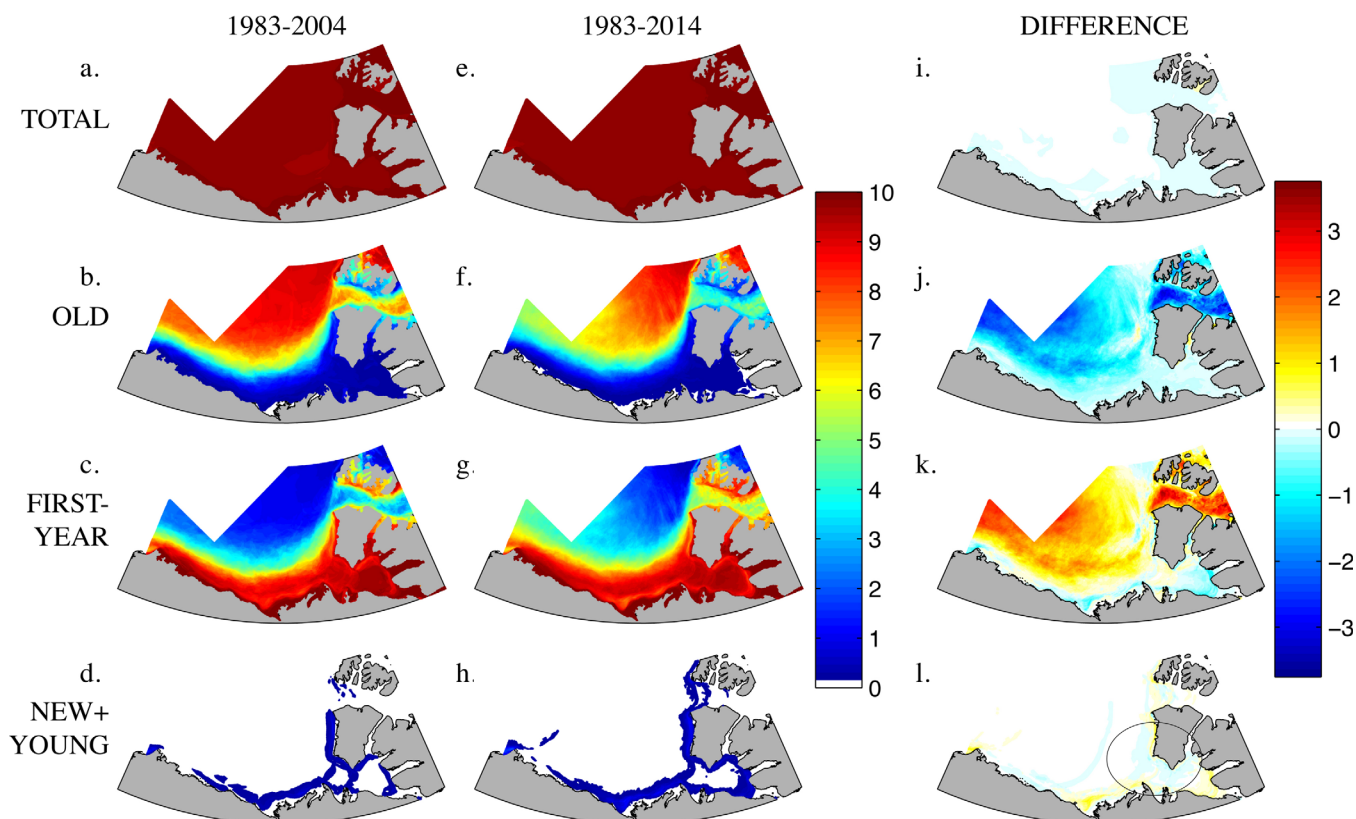 1983-2004
1983-2014
DIFFERENCE
a.
e.
i.
TOTAL
b.
f.
j.
OLD
c.
g.
k.
FIRST-
YEAR
d.
h.
l.
NEW+
YOUNG
10
9
8
7
6
5
4
3
2
1
0
3
2
1
0
−1
−2
−3